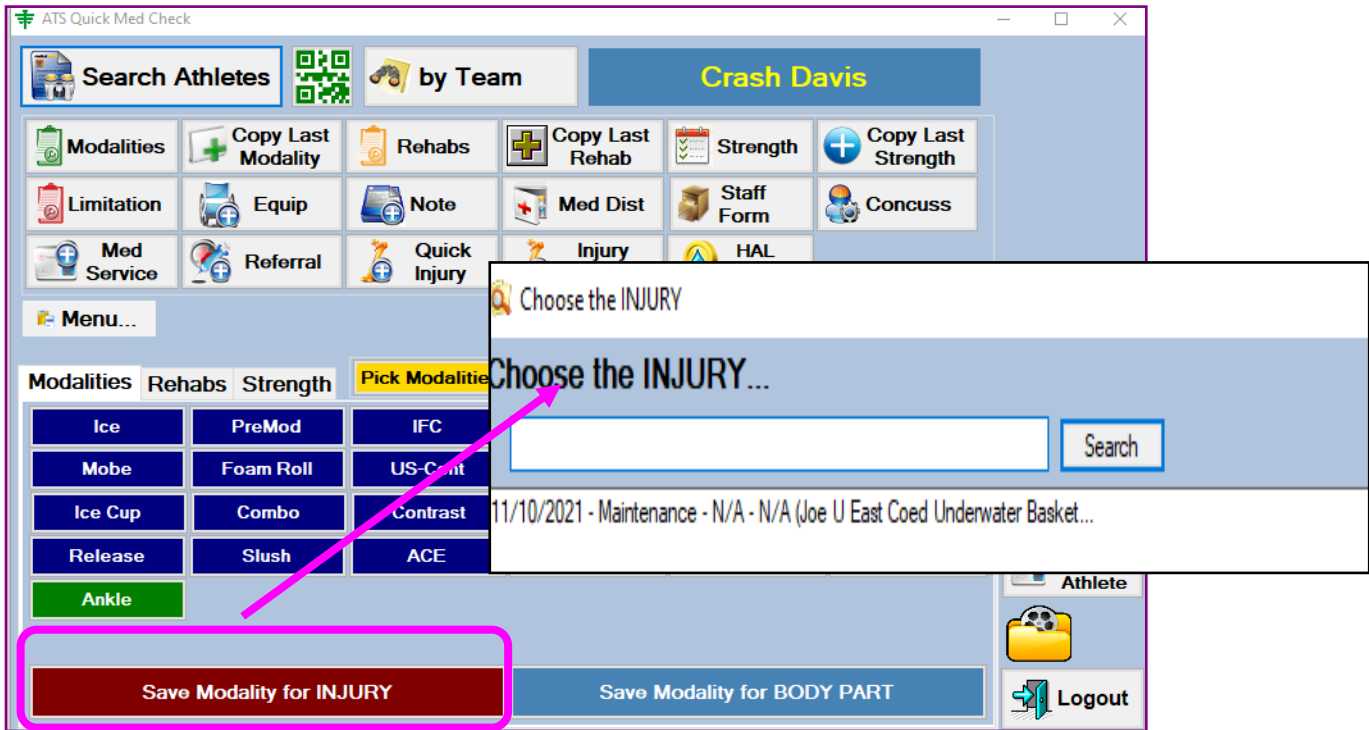 ATS Quick Med Check
Search Athletes
by Team
Crash Davis
Modalities
Copy Last
Modality
Rehabs
Copy Last
Rehab
Strength
Copy Last
Strength
Limitation
Equip
Note
Med Dist
Staff
Form
Concuss
Med
Service
Referral
Quick
Injury
Injury
HAL
Menu...
Choose the INJURY
Choose the INJURY...
Search
11/10/2021 - Maintenance - N/A - N/A (Joe U East Coed Underwater Basket...
Modalities Rehabs Strength
Pick Modalitie
Ice PreMod IFC
Mobe Foam Roll US-Cont
Ice Cup Combo Contrast
Release Slush ACE
Ankle
Athlete
Save Modality for INJURY
Save Modality for BODY PART
Logout